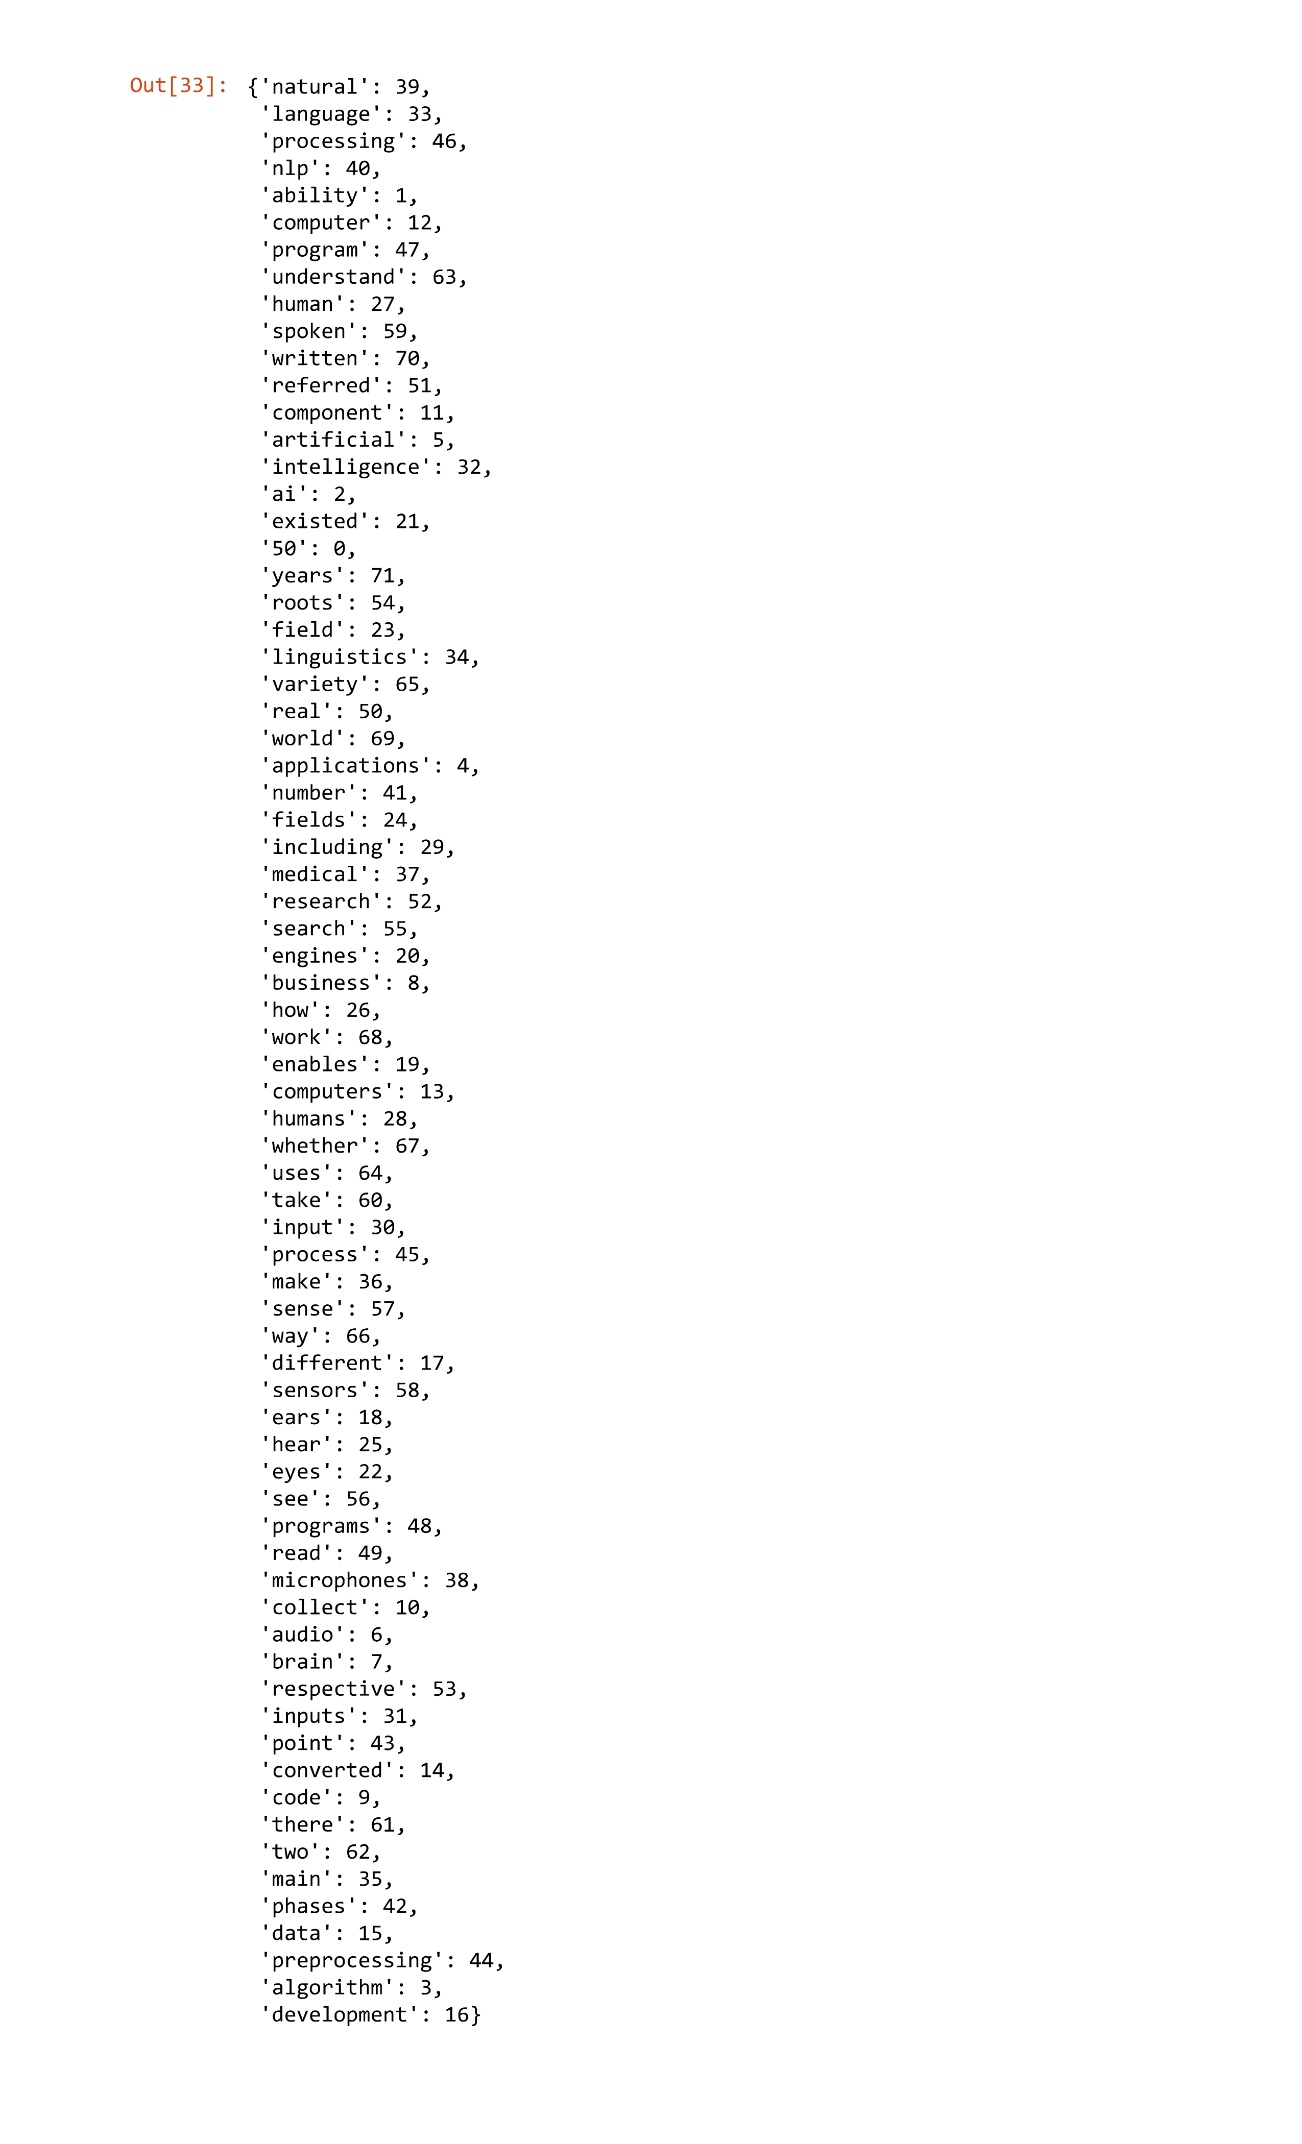 Out[33]: {'natural': 39,
'language': 33,
'processing': 46,
'nlp': 40,
'ability': 1,
'computer': 12,
'program': 47,
'understand': 63,
'human': 27,
'spoken': 59,
'written': 70,
'referred': 51,
'component': 11,
'artificial': 5,
'intelligence': 32,
'ai': 2,
'existed': 21,
'50': 0,
'years': 71,
'roots': 54,
'field': 23,
'linguistics': 34,
'variety': 65,
'real': 50,
'world': 69,
'applications': 4,
'number': 41,
'fields': 24,
'including': 29,
'medical': 37,
'research': 52,
'search': 55,
'engines': 20,
'business': 8,
'how': 26,
'work': 68,
'enables': 19,
'computers': 13,
'humans': 28,
'whether': 67,
'uses': 64,
'take': 60,
'input': 30,
'process': 45,
'make': 36,
'sense': 57,
'way': 66,
'different': 17,
'sensors': 58,
'ears': 18,
'hear': 25,
'eyes': 22,
'see': 56,
'programs': 48,
'read': 49,
'microphones': 38,
'collect': 10,
'audio': 6,
'brain': 7,
'respective': 53,
'inputs': 31,
'point': 43,
'converted': 14,
'code': 9,
'there': 61,
'two': 62,
'main': 35,
'phases': 42,
'data': 15,
'preprocessing': 44,
'algorithm': 3,
'development': 16}